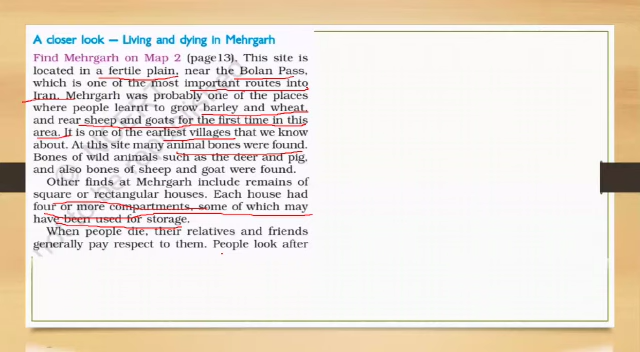 A closer look — Living and dying in Mehrgarh
Find Mehrgarh on Map 2 (page13). This site is
located in a fertile plain, near the Bolan Pass,
which is one of the most important routes into
Iran. Mehrgarh was probably one of the places
where people learnt to grow barley and wheat,
and rear sheep and goats for the first time in this
area. It is one of the earliest villages that we know
about. At this site many animal bones were found.
Bones of wild animals such as the deer and pig,
and also bones of sheep and goat were found.
Other finds at Mehrgarh include remains of
square or rectangular houses. Each house had
four or more compartments, some of which may
have been used for storage.
When people die, their relatives and friends
generally pay respect to them. People look after